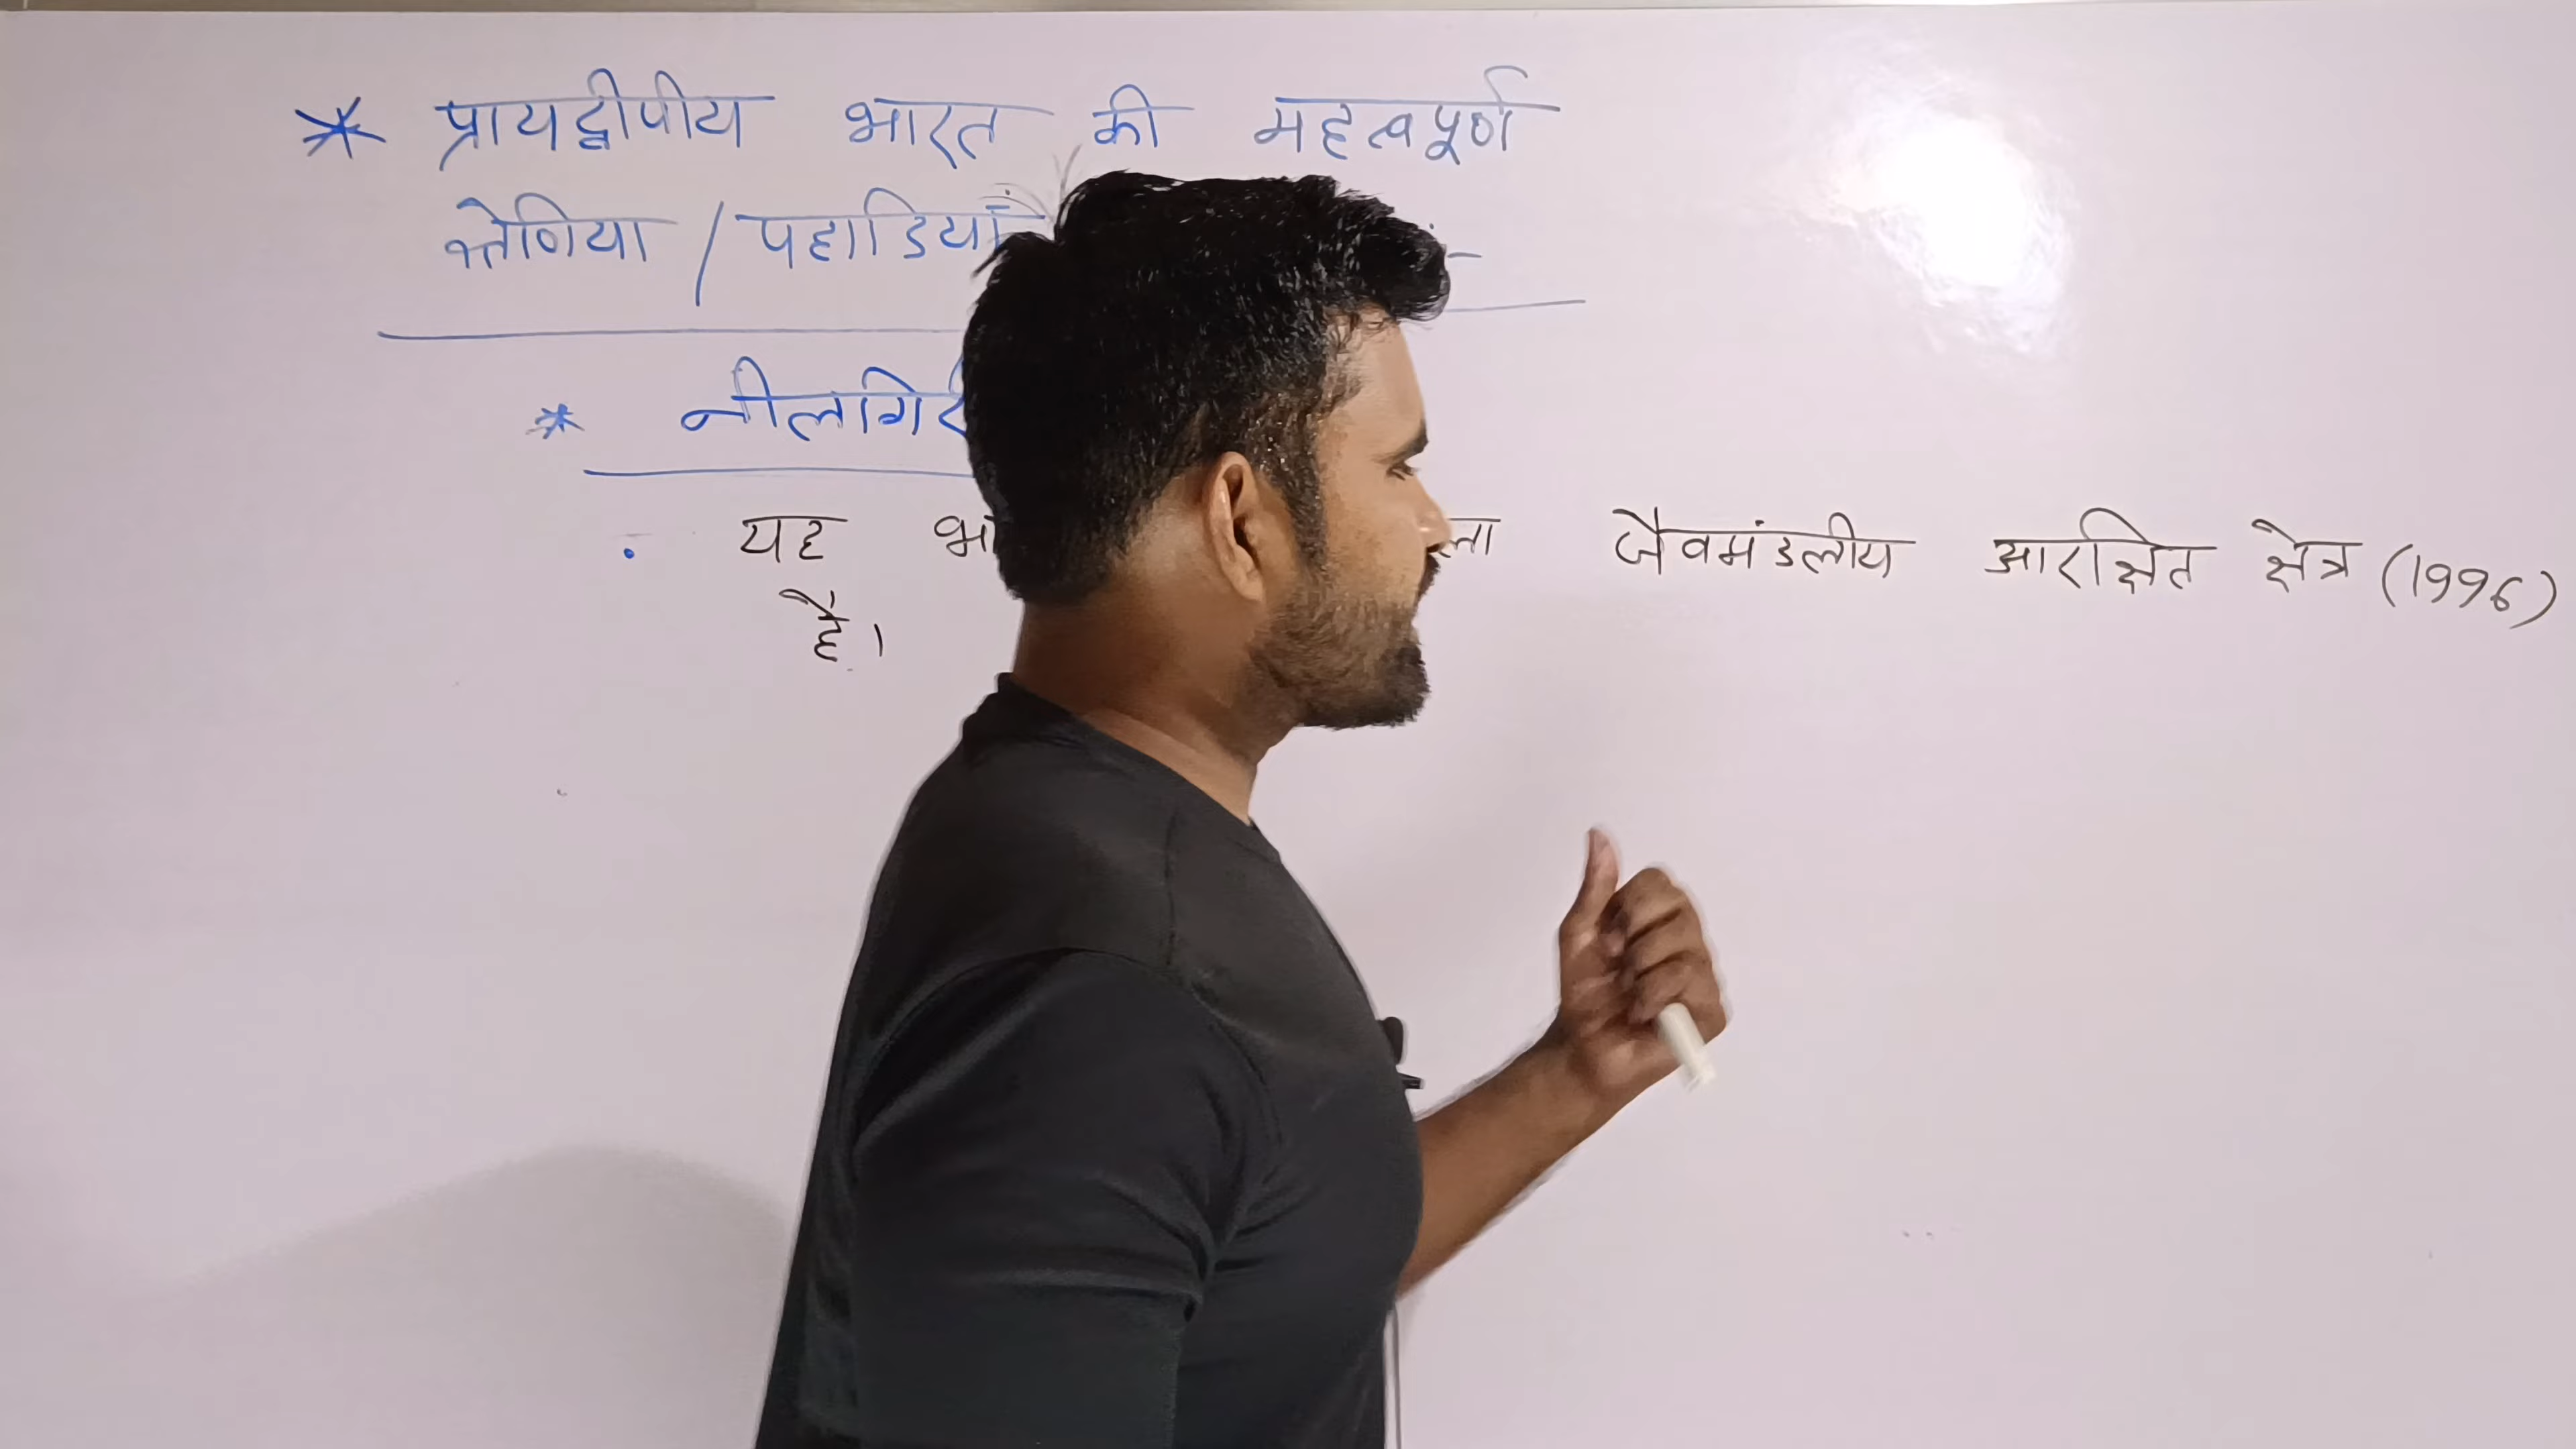 * प्रायद्वीपीय भारत की महत्वपूर्ण
श्रेणिया / पहाडियाँ
* नीलगिर
• यह भा ला जैवमंडलीय आरक्षित क्षेत्र (1996)
है।